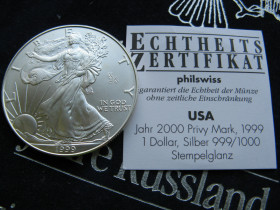 LIBERTY
IN GOD
WE TRUST
1999
ECHTHEITS
ZERTIFIKAT
philswiss
garantiert die Echtheit der Münze
ohne zeitliche Einschränkung
USA
Jahr 2000 Privy Mark, 1999
1 Dollar, Silber 999/1000
Stempelglanz
Russland